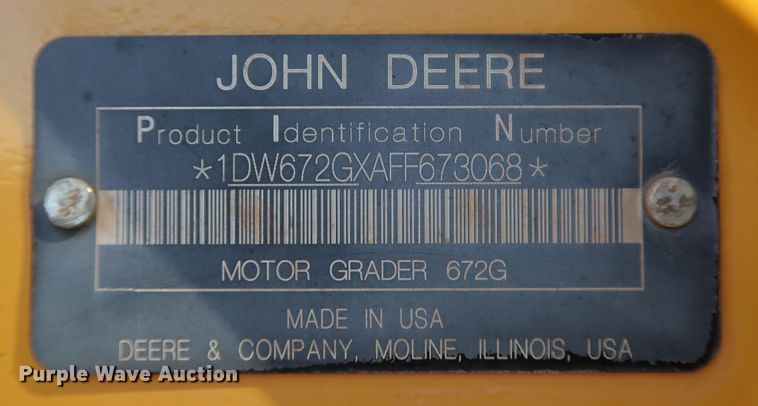 JOHN DEERE
Product Identification Number
*1DW672GXAFF673068*
MOTOR GRADER 672G
MADE IN USA
DEERE & COMPANY, MOLINE, ILLINOIS, USA
Purple Wave Auction